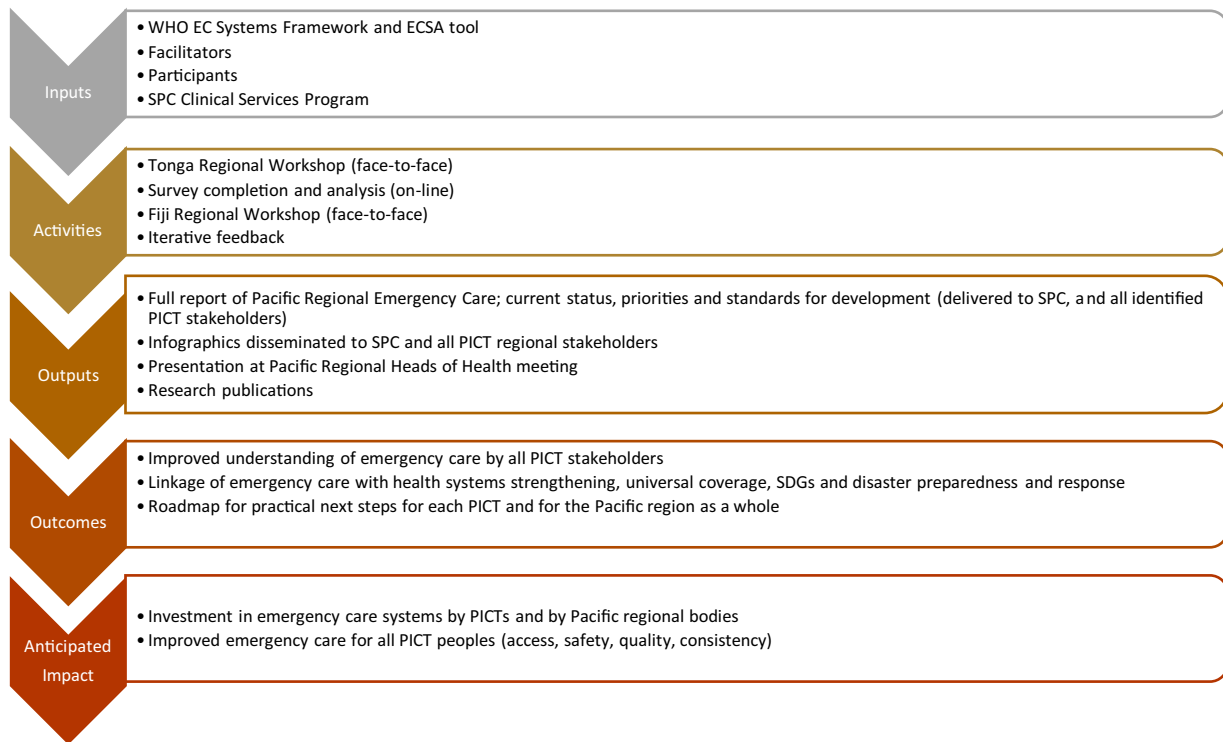 Inputs
• WHO EC Systems Framework and ECSA tool
• Facilitators
• Participants
• SPC Clinical Services Program
Activities
• Tonga Regional Workshop (face-to-face)
• Survey completion and analysis (on-line)
• Fiji Regional Workshop (face-to-face)
• Iterative feedback
Outputs
• Full report of Pacific Regional Emergency Care; current status, priorities and standards for development (delivered to SPC, and all identified
PICT stakeholders)
• Infographics disseminated to SPC and all PICT regional stakeholders
• Presentation at Pacific Regional Heads of Health meeting
• Research publications
Outcomes
• Improved understanding of emergency care by all PICT stakeholders
• Linkage of emergency care with health systems strengthening, universal coverage, SDGs and disaster preparedness and response
• Roadmap for practical next steps for each PICT and for the Pacific region as a whole
Anticipated
Impact
• Investment in emergency care systems by PICTs and by Pacific regional bodies
• Improved emergency care for all PICT peoples (access, safety, quality, consistency)